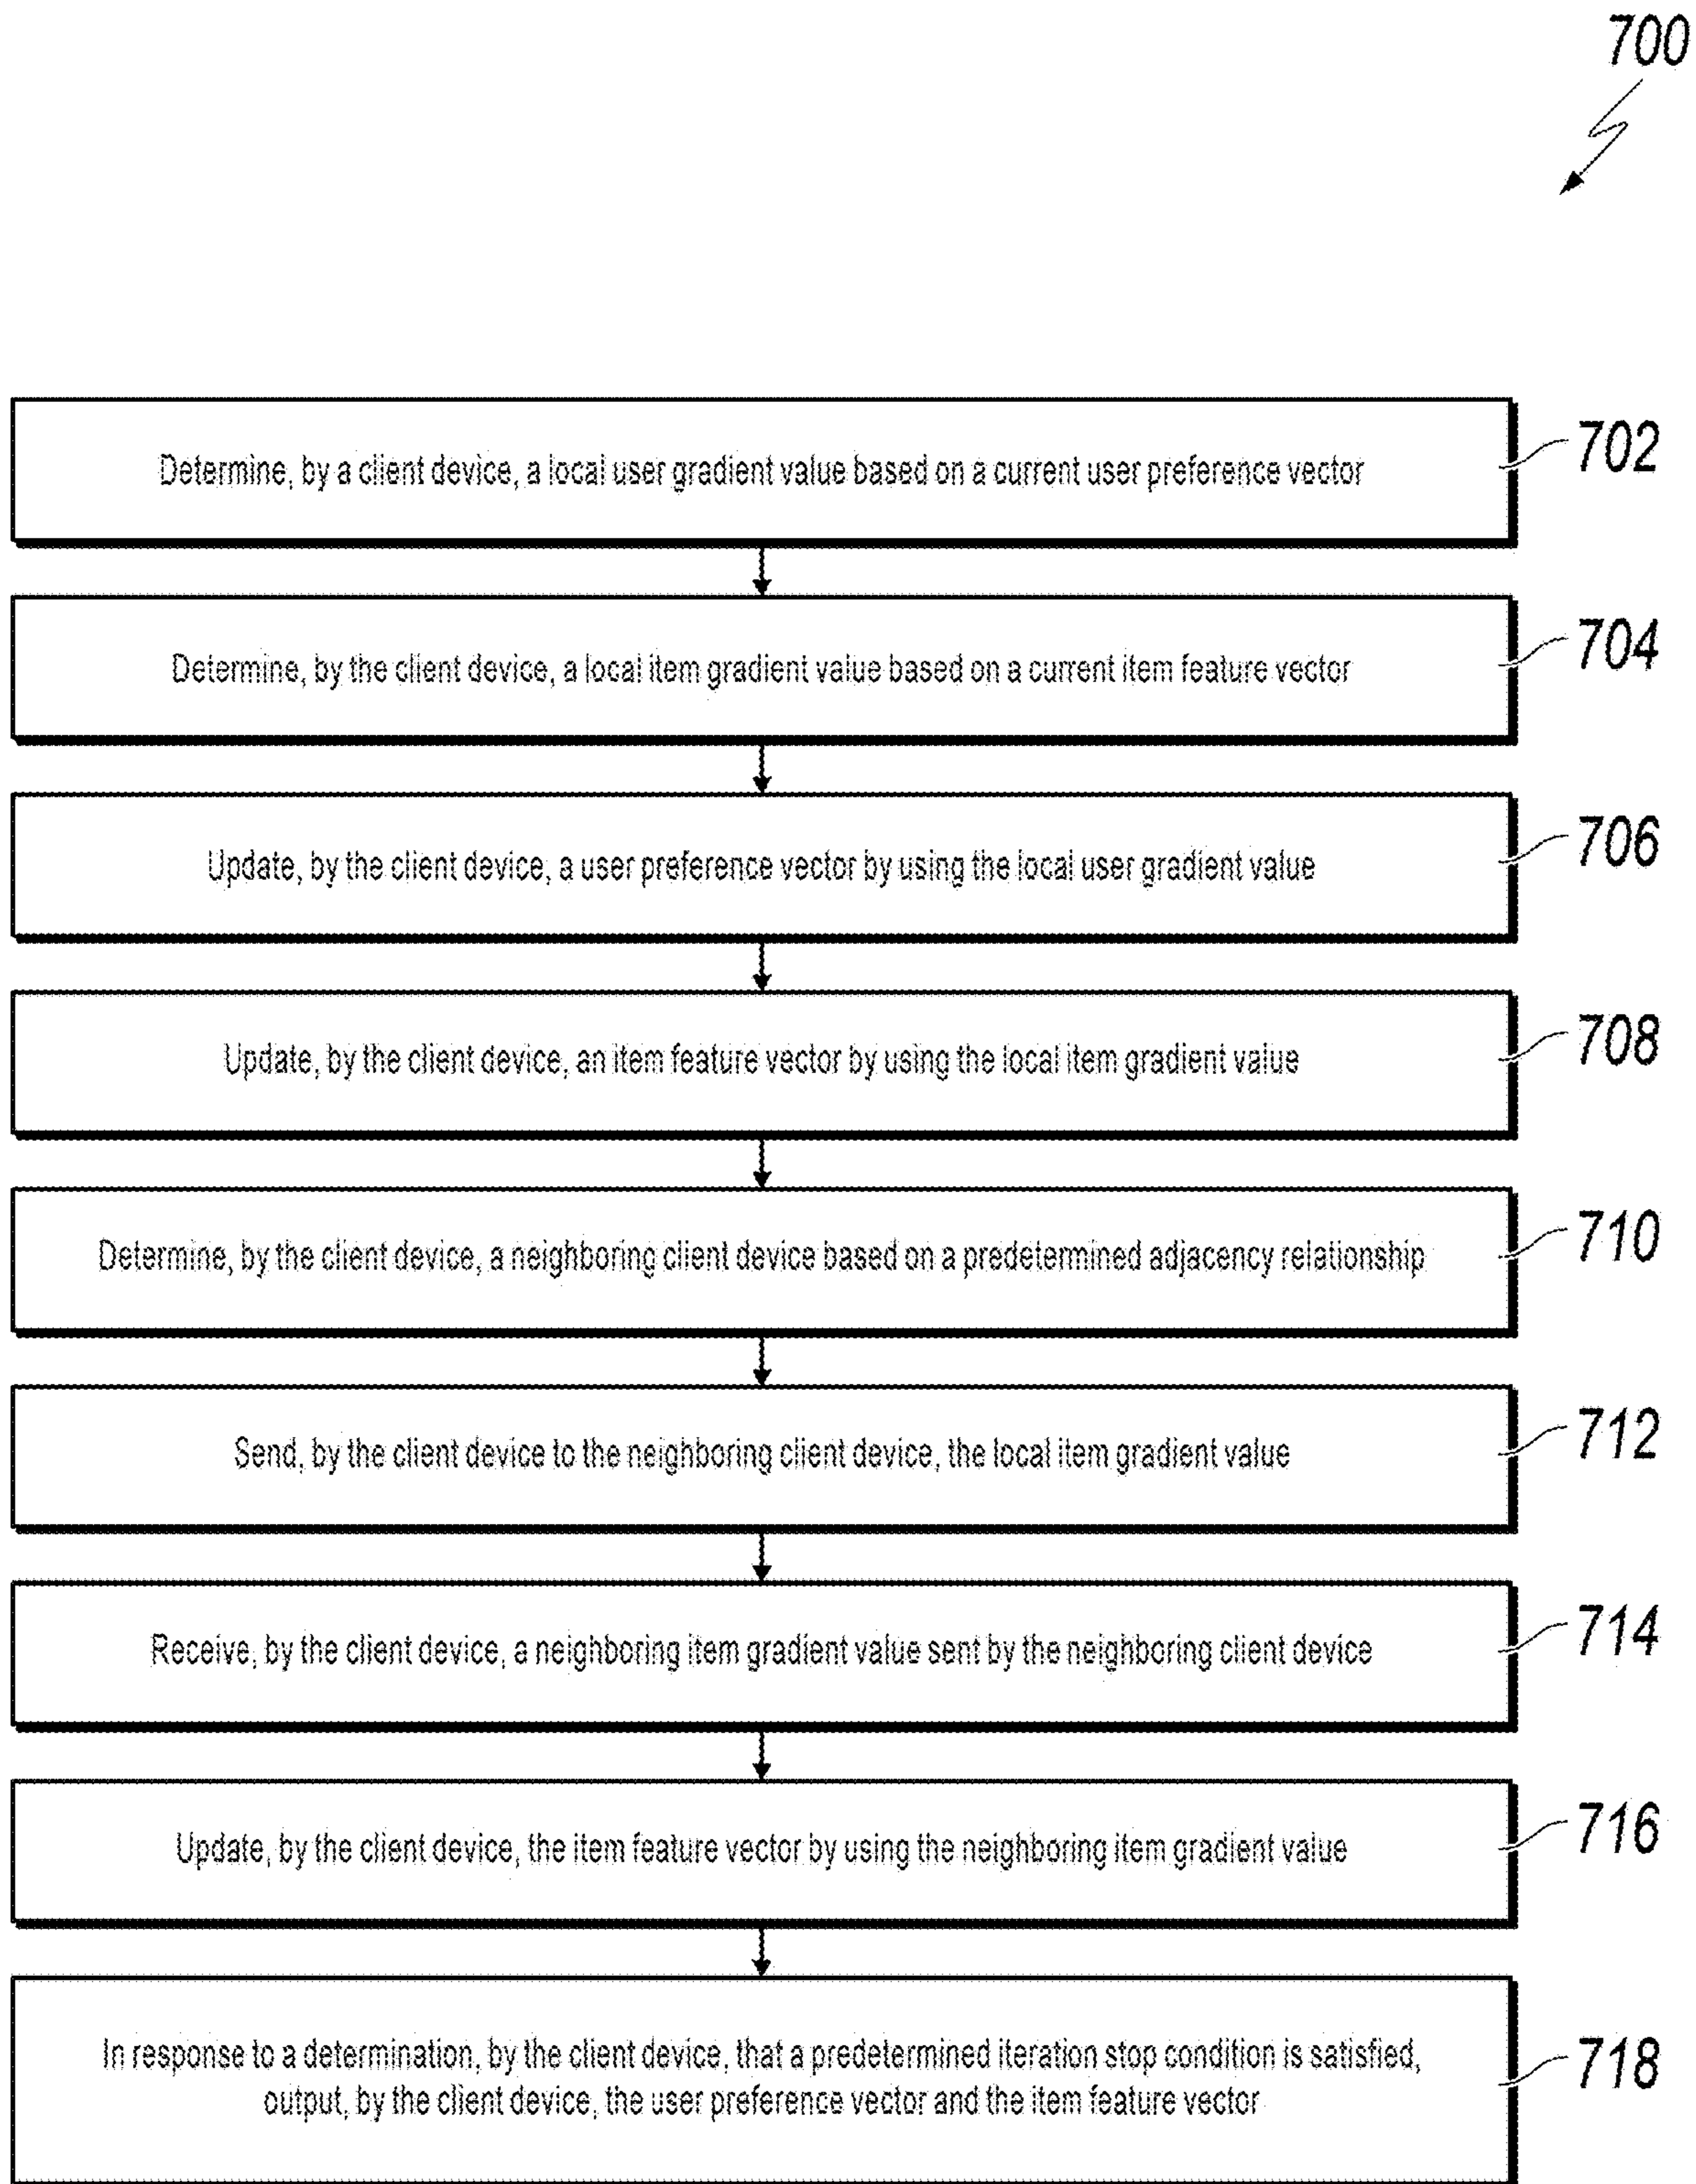 700
Determine, by a client device, a local user gradient value based on a current user preference vector
702
Determine, by the client device, a local item gradient value based on a current item feature vector
704
Update, by the client device, a user preference vector by using the local user gradient value
706
Update, by the client device, an item feature vector by using the local item gradient value
708
Determine, by the client device, a neighboring client device based on a predetermined adjacency relationship
710
Send, by the client device to the neighboring client device, the local item gradient value
712
Receive, by the client device, a neighboring item gradient value sent by the neighboring client device
714
Update, by the client device, the item feature vector by using the neighboring item gradient value
716
In response to a determination, by the client device, that a predetermined iteration stop condition is satisfied,
output, by the client device, the user preference vector and the item feature vector
718